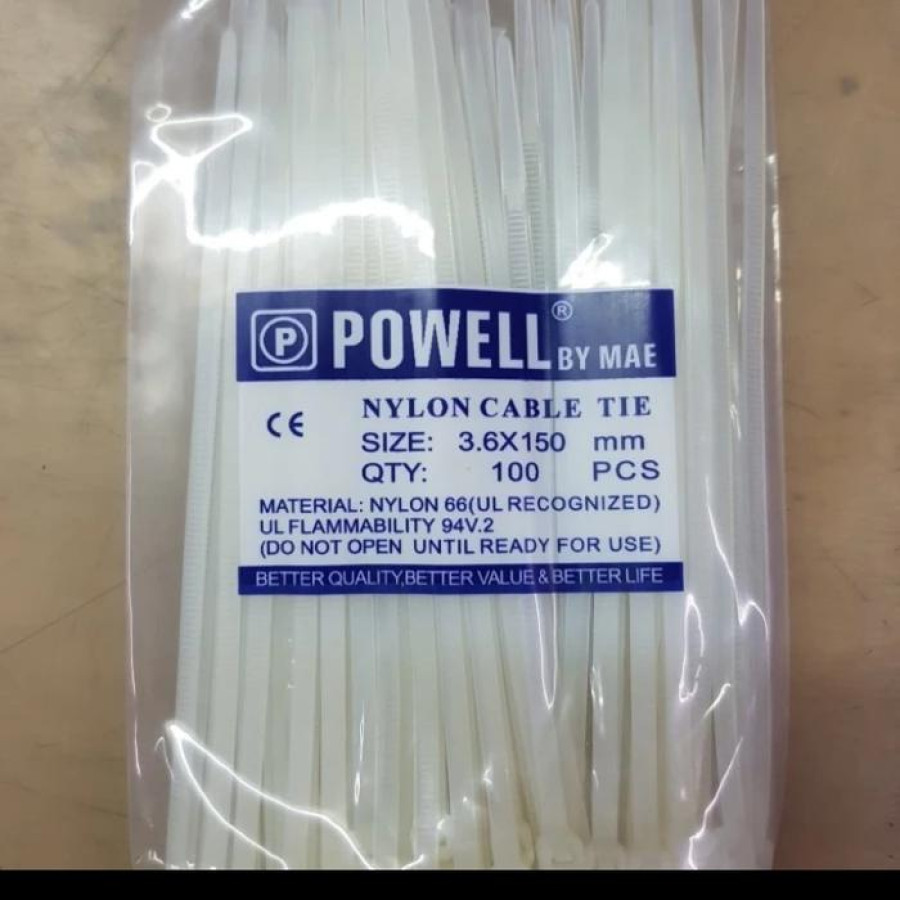 P POWELL® BY MAE
CE NYLON CABLE TIE
SIZE: 3.6X150 mm
QTY: 100 PCS
MATERIAL: NYLON 66(UL RECOGNIZED)
UL FLAMMABILITY 94V.2
(DO NOT OPEN UNTIL READY FOR USE)
BETTER QUALITY,BETTER VALUE & BETTER LIFE